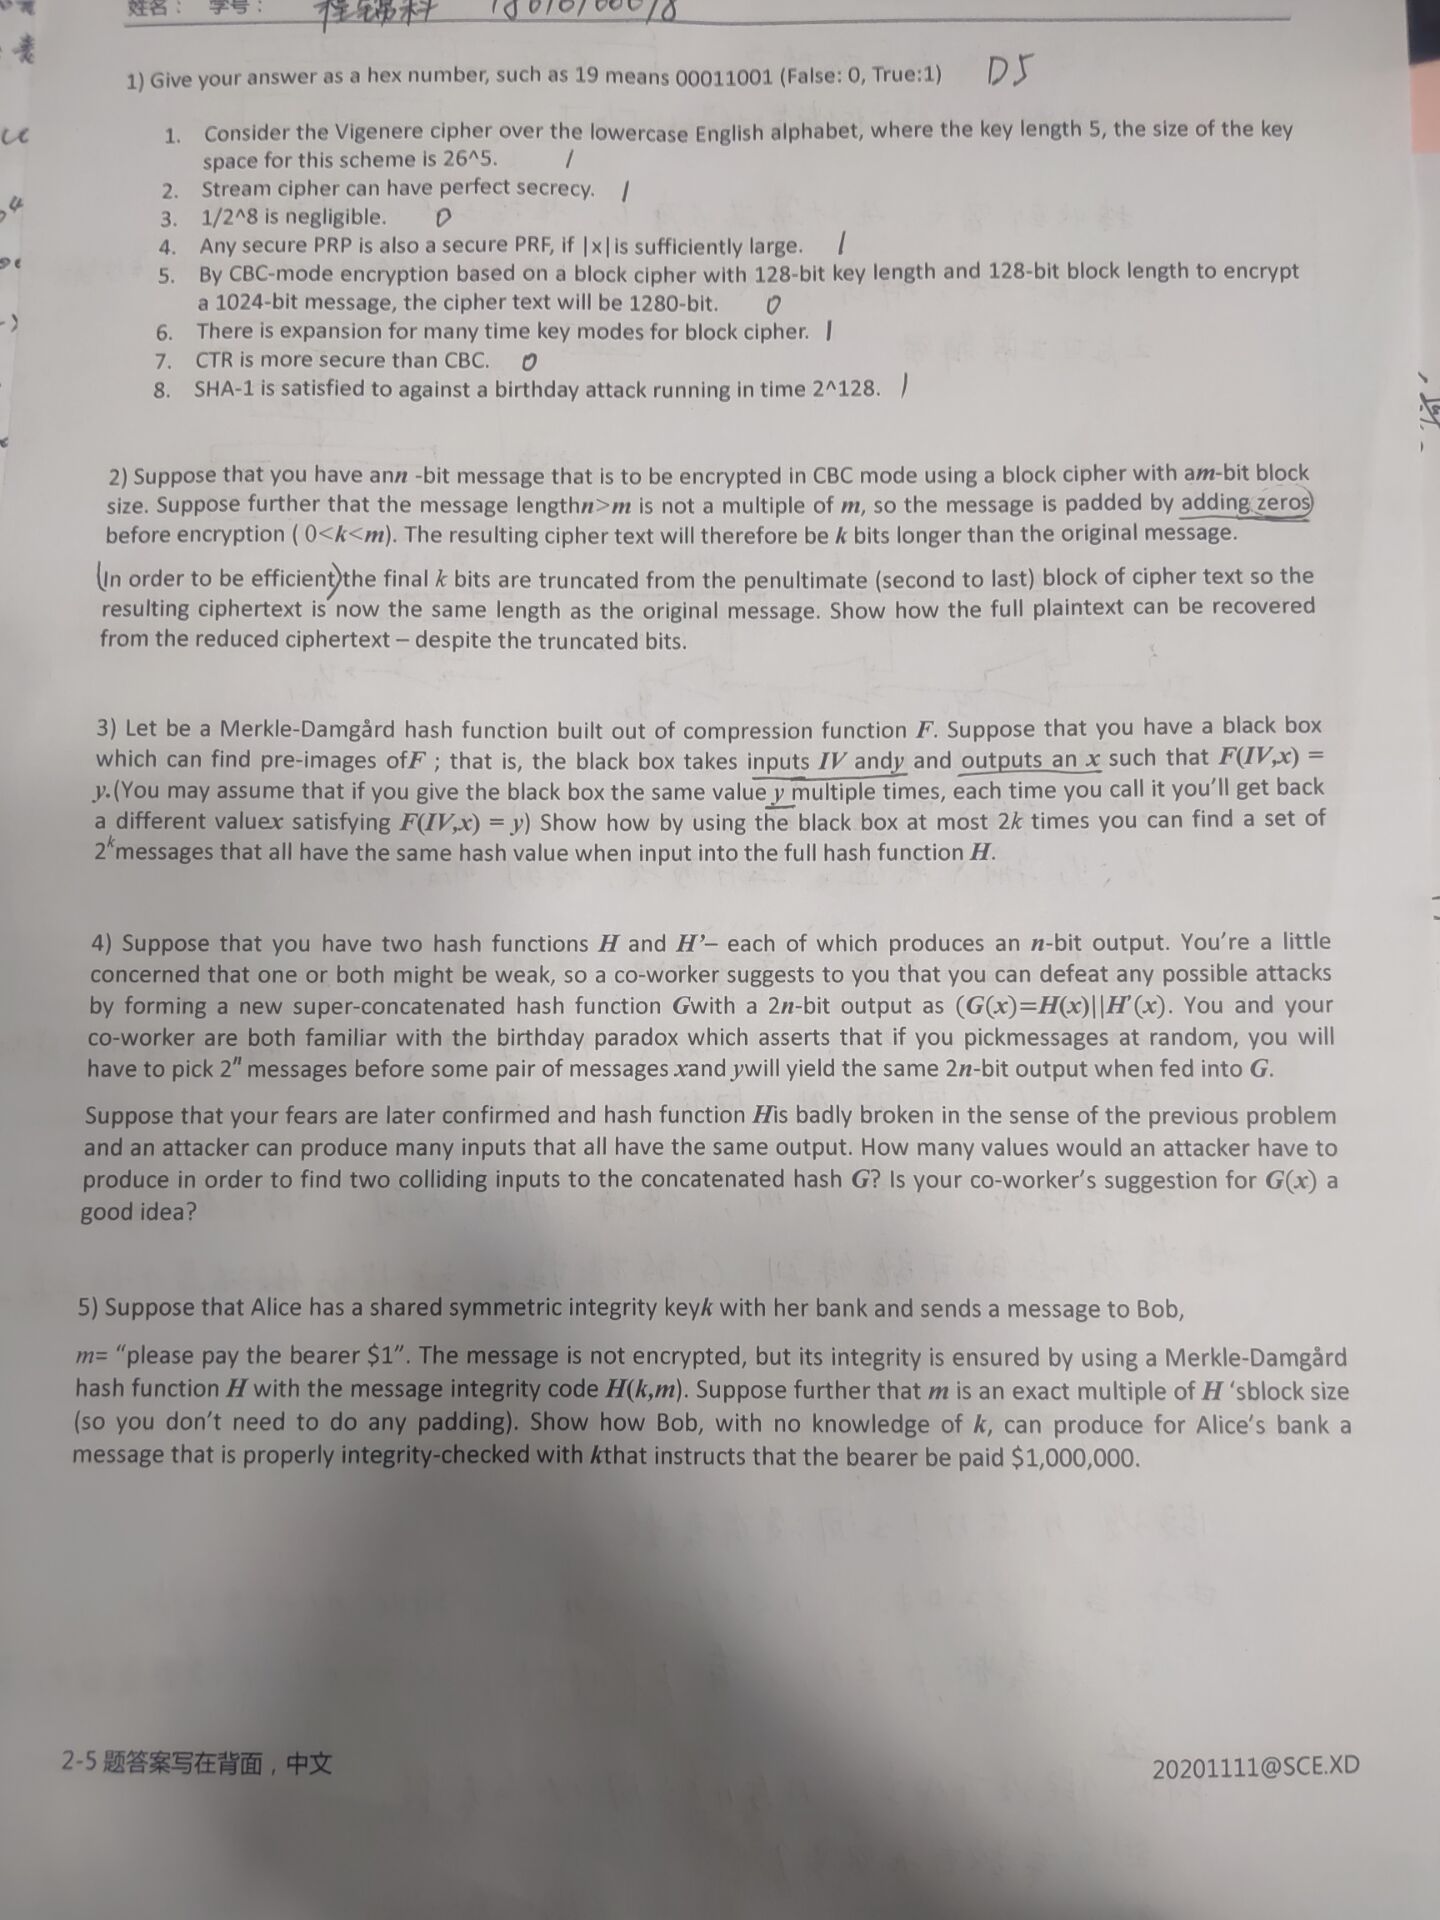 姓名： 学号：
1) Give your answer as a hex number, such as 19 means 00011001 (False: 0, True:1) D5
1. Consider the Vigenere cipher over the lowercase English alphabet, where the key length 5, the size of the key
space for this scheme is 26^5. 1
2. Stream cipher can have perfect secrecy. 1
3. 1/2^8 is negligible. 0
4. Any secure PRP is also a secure PRF, if |x| is sufficiently large. 1
5. By CBC-mode encryption based on a block cipher with 128-bit key length and 128-bit block length to encrypt
a 1024-bit message, the cipher text will be 1280-bit. 0
6. There is expansion for many time key modes for block cipher. 1
7. CTR is more secure than CBC. 0
8. SHA-1 is satisfied to against a birthday attack running in time 2^128. 1
2) Suppose that you have ann -bit message that is to be encrypted in CBC mode using a block cipher with am-bit block
size. Suppose further that the message lengthn>m is not a multiple of m, so the message is padded by adding zeros
before encryption ( 0<k<m). The resulting cipher text will therefore be k bits longer than the original message.
(In order to be efficient)the final k bits are truncated from the penultimate (second to last) block of cipher text so the
resulting ciphertext is now the same length as the original message. Show how the full plaintext can be recovered
from the reduced ciphertext – despite the truncated bits.
3) Let be a Merkle-Damgård hash function built out of compression function F. Suppose that you have a black box
which can find pre-images ofF ; that is, the black box takes inputs IV andy and outputs an x such that F(IV,x) =
y.(You may assume that if you give the black box the same value y multiple times, each time you call it you'll get back
a different valuex satisfying F(IV,x) = y) Show how by using the black box at most 2k times you can find a set of
2^k messages that all have the same hash value when input into the full hash function H.
4) Suppose that you have two hash functions H and H'– each of which produces an n-bit output. You're a little
concerned that one or both might be weak, so a co-worker suggests to you that you can defeat any possible attacks
by forming a new super-concatenated hash function Gwith a 2n-bit output as (G(x)=H(x)||H'(x). You and your
co-worker are both familiar with the birthday paradox which asserts that if you pickmessages at random, you will
have to pick 2^n messages before some pair of messages xand ywill yield the same 2n-bit output when fed into G.
Suppose that your fears are later confirmed and hash function His badly broken in the sense of the previous problem
and an attacker can produce many inputs that all have the same output. How many values would an attacker have to
produce in order to find two colliding inputs to the concatenated hash G? Is your co-worker's suggestion for G(x) a
good idea?
5) Suppose that Alice has a shared symmetric integrity keyk with her bank and sends a message to Bob,
m= "please pay the bearer $1". The message is not encrypted, but its integrity is ensured by using a Merkle-Damgård
hash function H with the message integrity code H(k,m). Suppose further that m is an exact multiple of H 'sblock size
(so you don't need to do any padding). Show how Bob, with no knowledge of k, can produce for Alice's bank a
message that is properly integrity-checked with kthat instructs that the bearer be paid $1,000,000.
2-5 题答案写在背面，中文
20201111@SCE.XD